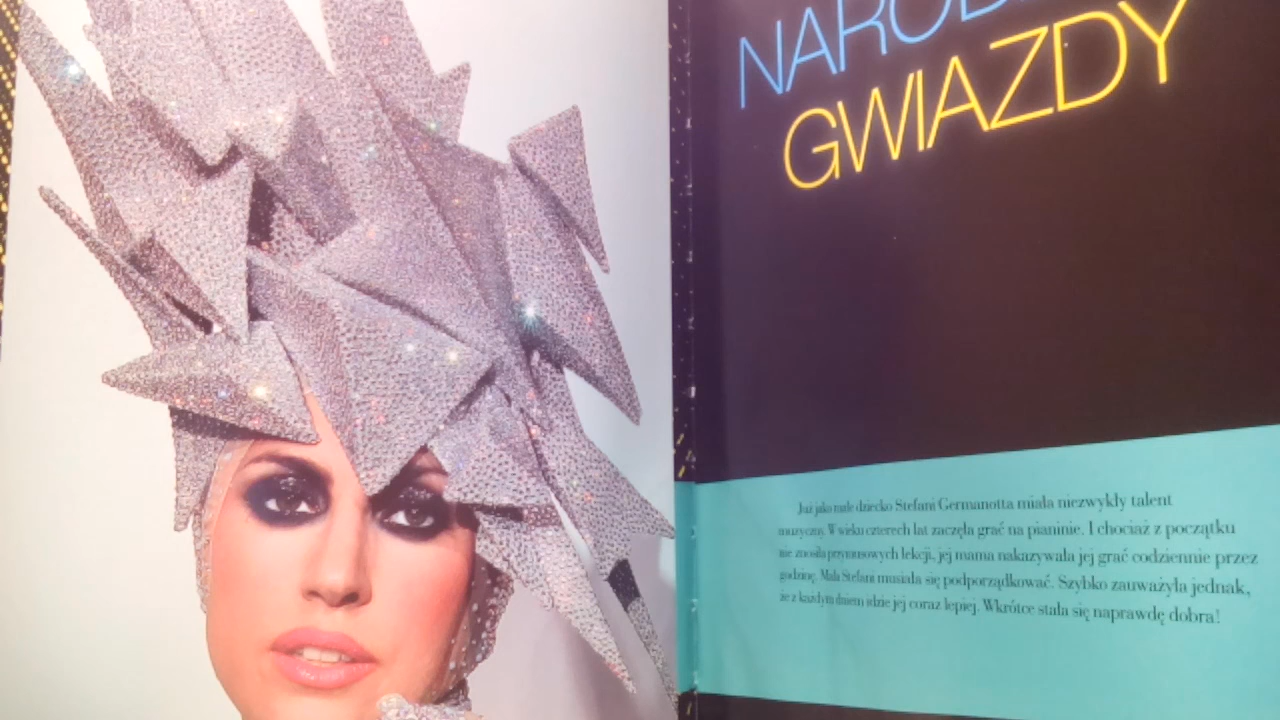 GWIAZDY
Już jako małe dziecko Stefani Germanotta miała niezwykły talent
muzyczny. W wieku czterech lat zaczęła grać na pianinie. I chociaż z początku
nie znosiła przymusowych lekcji, jej mama nakazywała jej grać codziennie przez
godzinę. Mała Stefani musiała się podporządkować. Szybko zauważyła jednak,
że z każdym dniem idzie jej coraz lepiej. Wkrótce stała się naprawdę dobra!